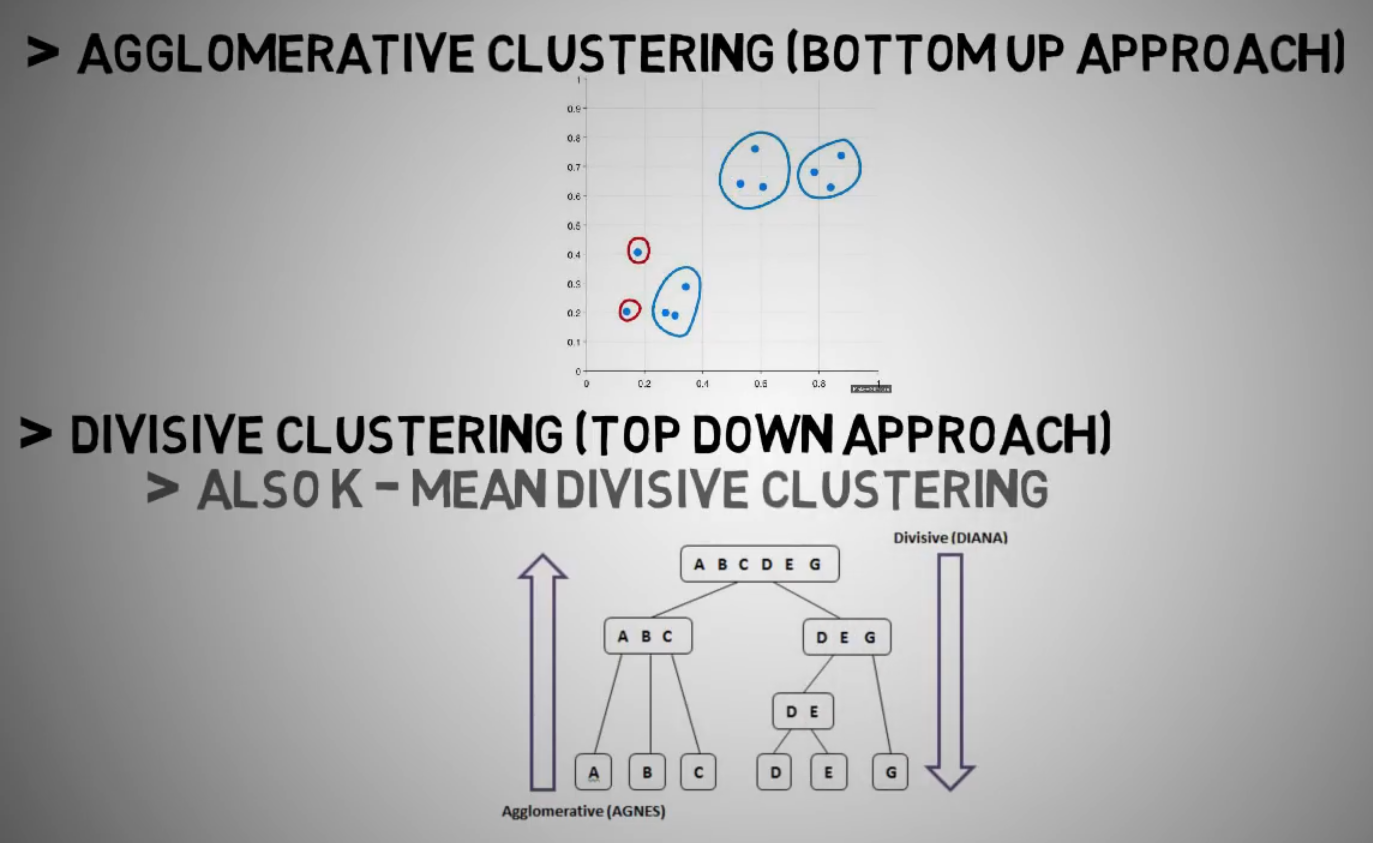 > AGGLOMERATIVE CLUSTERING (BOTTOM UP APPROACH)
1
0.9
0.8
0.7
0.6
0.5
0.4
0.3
0.2
0.1
0
0 0.2 0.4 0.6 0.8 1
> DIVISIVE CLUSTERING (TOP DOWN APPROACH)
> ALSO K - MEAN DIVISIVE CLUSTERING
Divisive (DIANA)
A B C D E G
A B C
D E G
D E
A B C D E G
Agglomerative (AGNES)